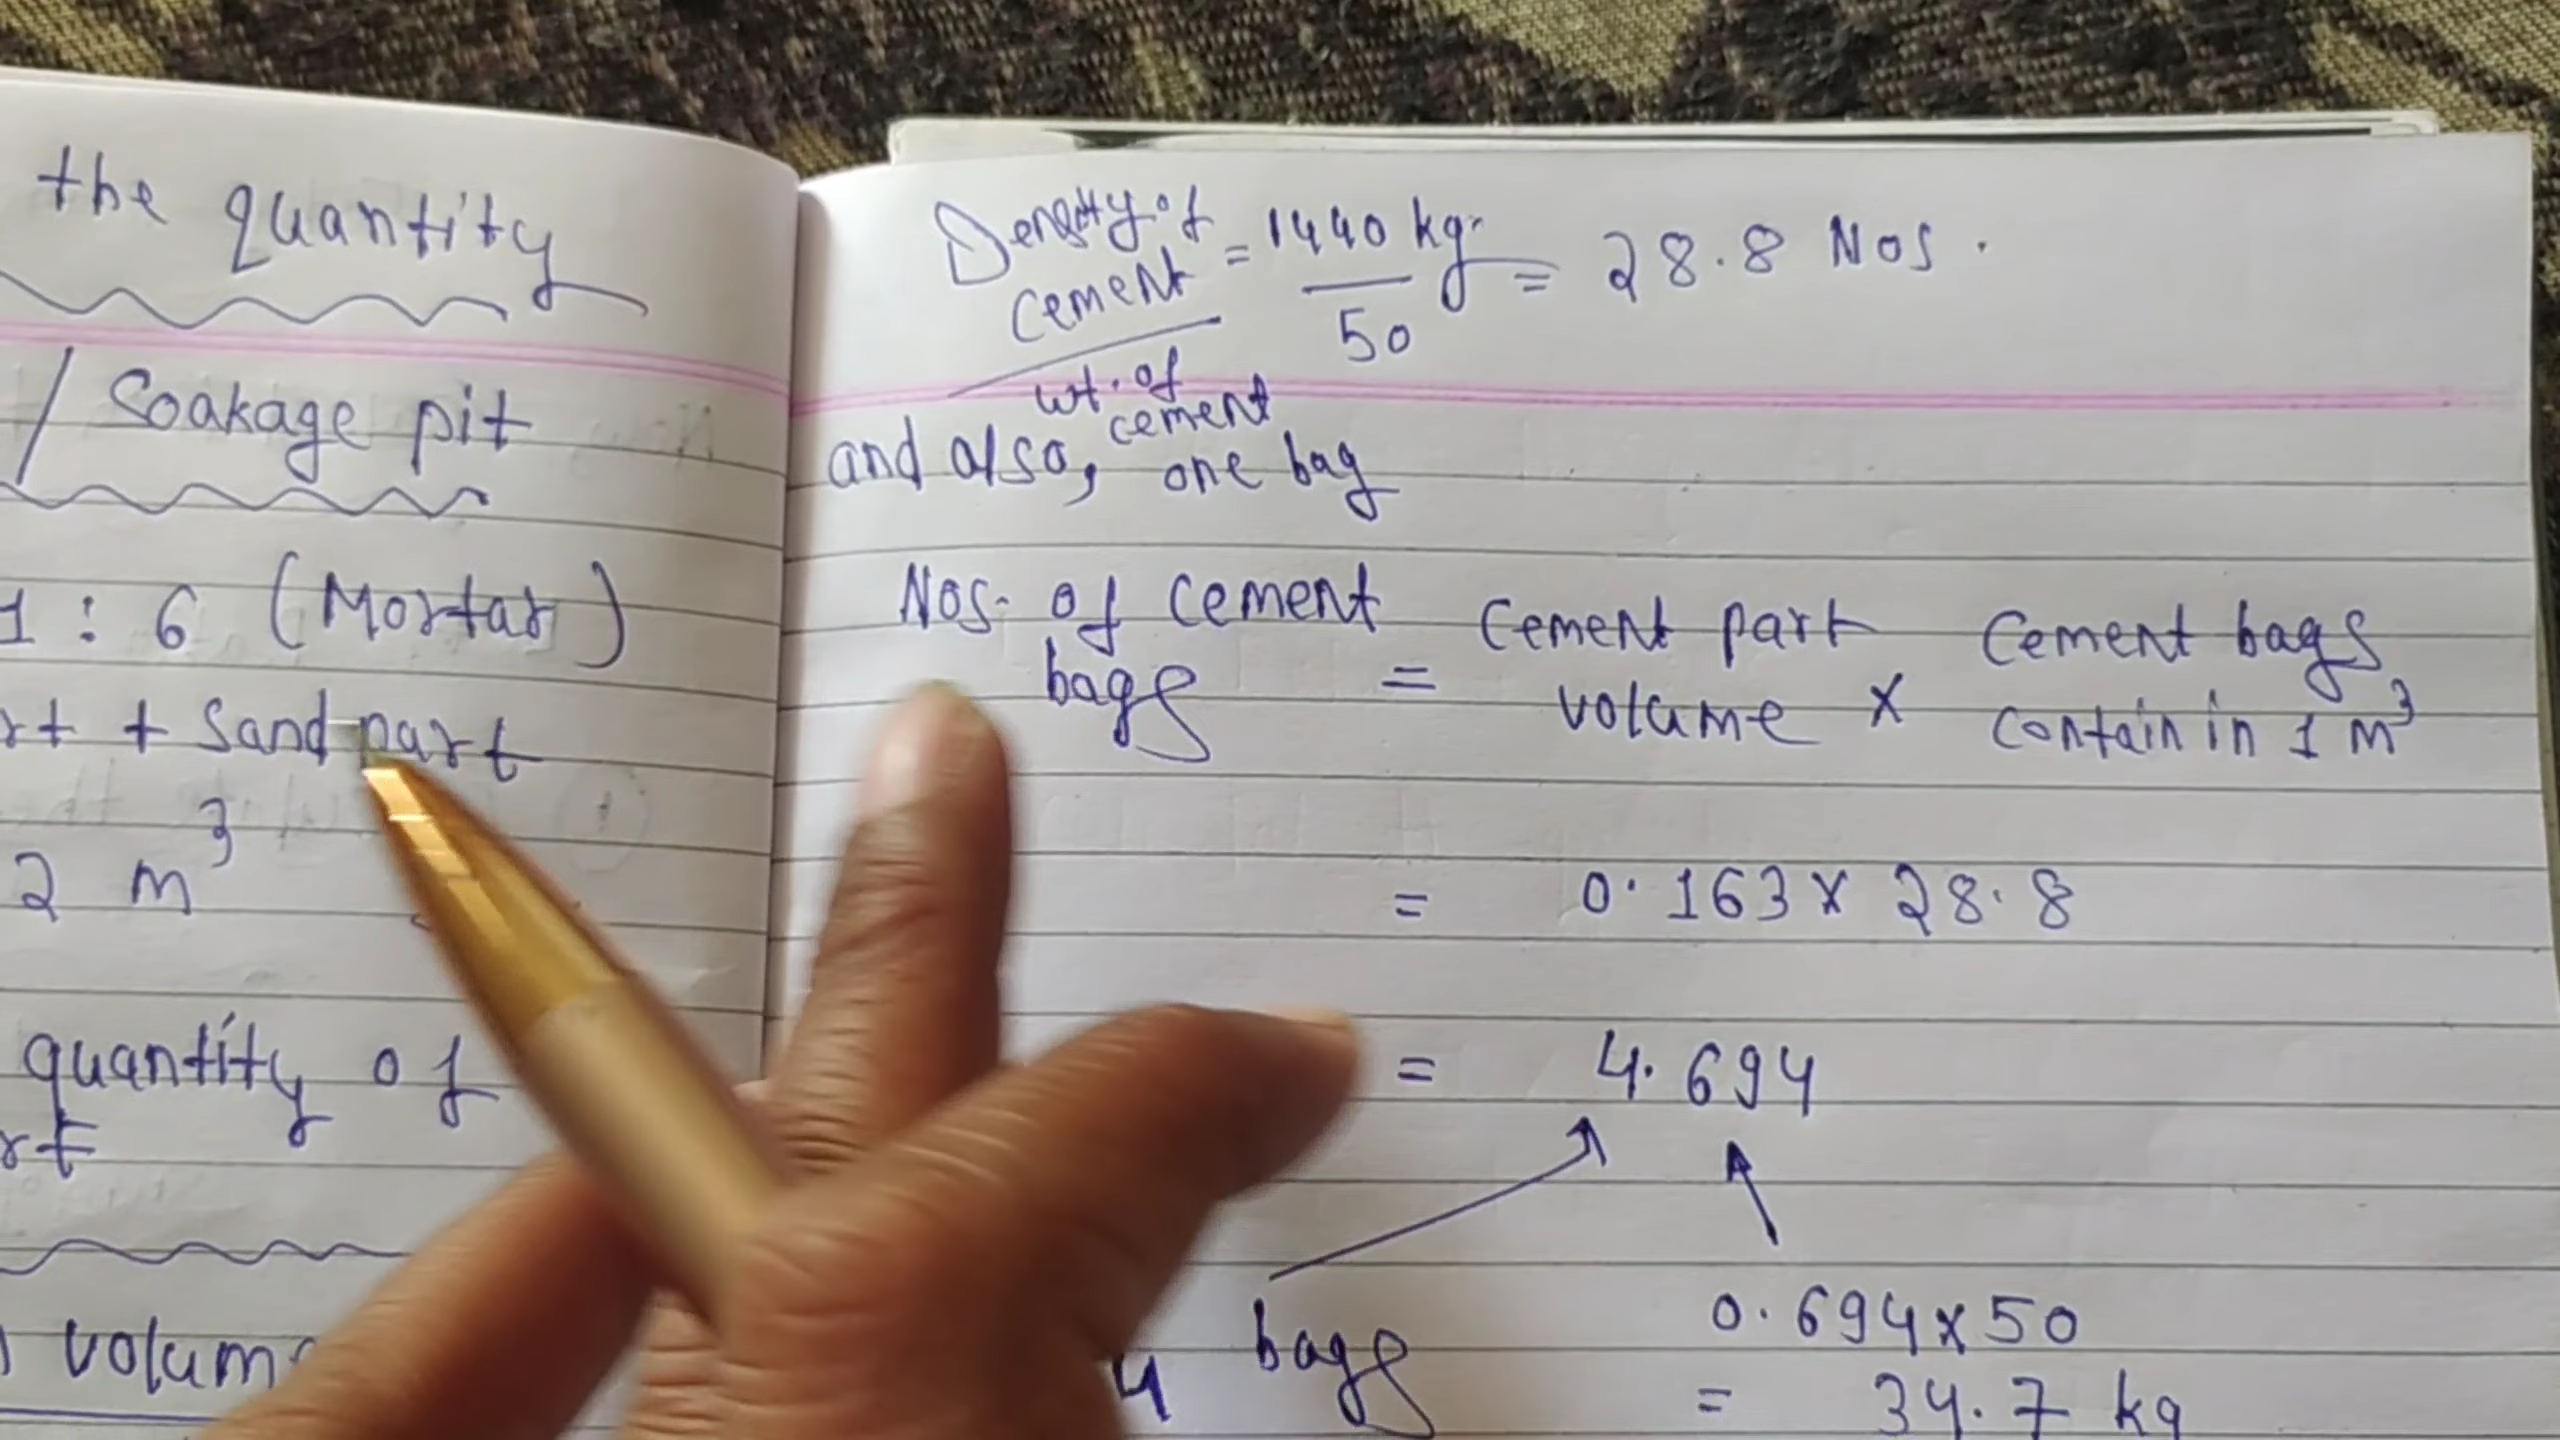 the quantity
/ Soakage pit
1 : 6 (Mortar)
rt + Sand part
2 m³
quantity of
rt
volume
Density of
cement = 1440 kg = 28.8 Nos.
50
wt. of
cement
and also, one bag
Nos. of cement
bags = cement part
volume × cement bags
contain in 1 m³
= 0.163 × 28.8
= 4.694
4 bags
0.694 × 50
= 34.7 kg